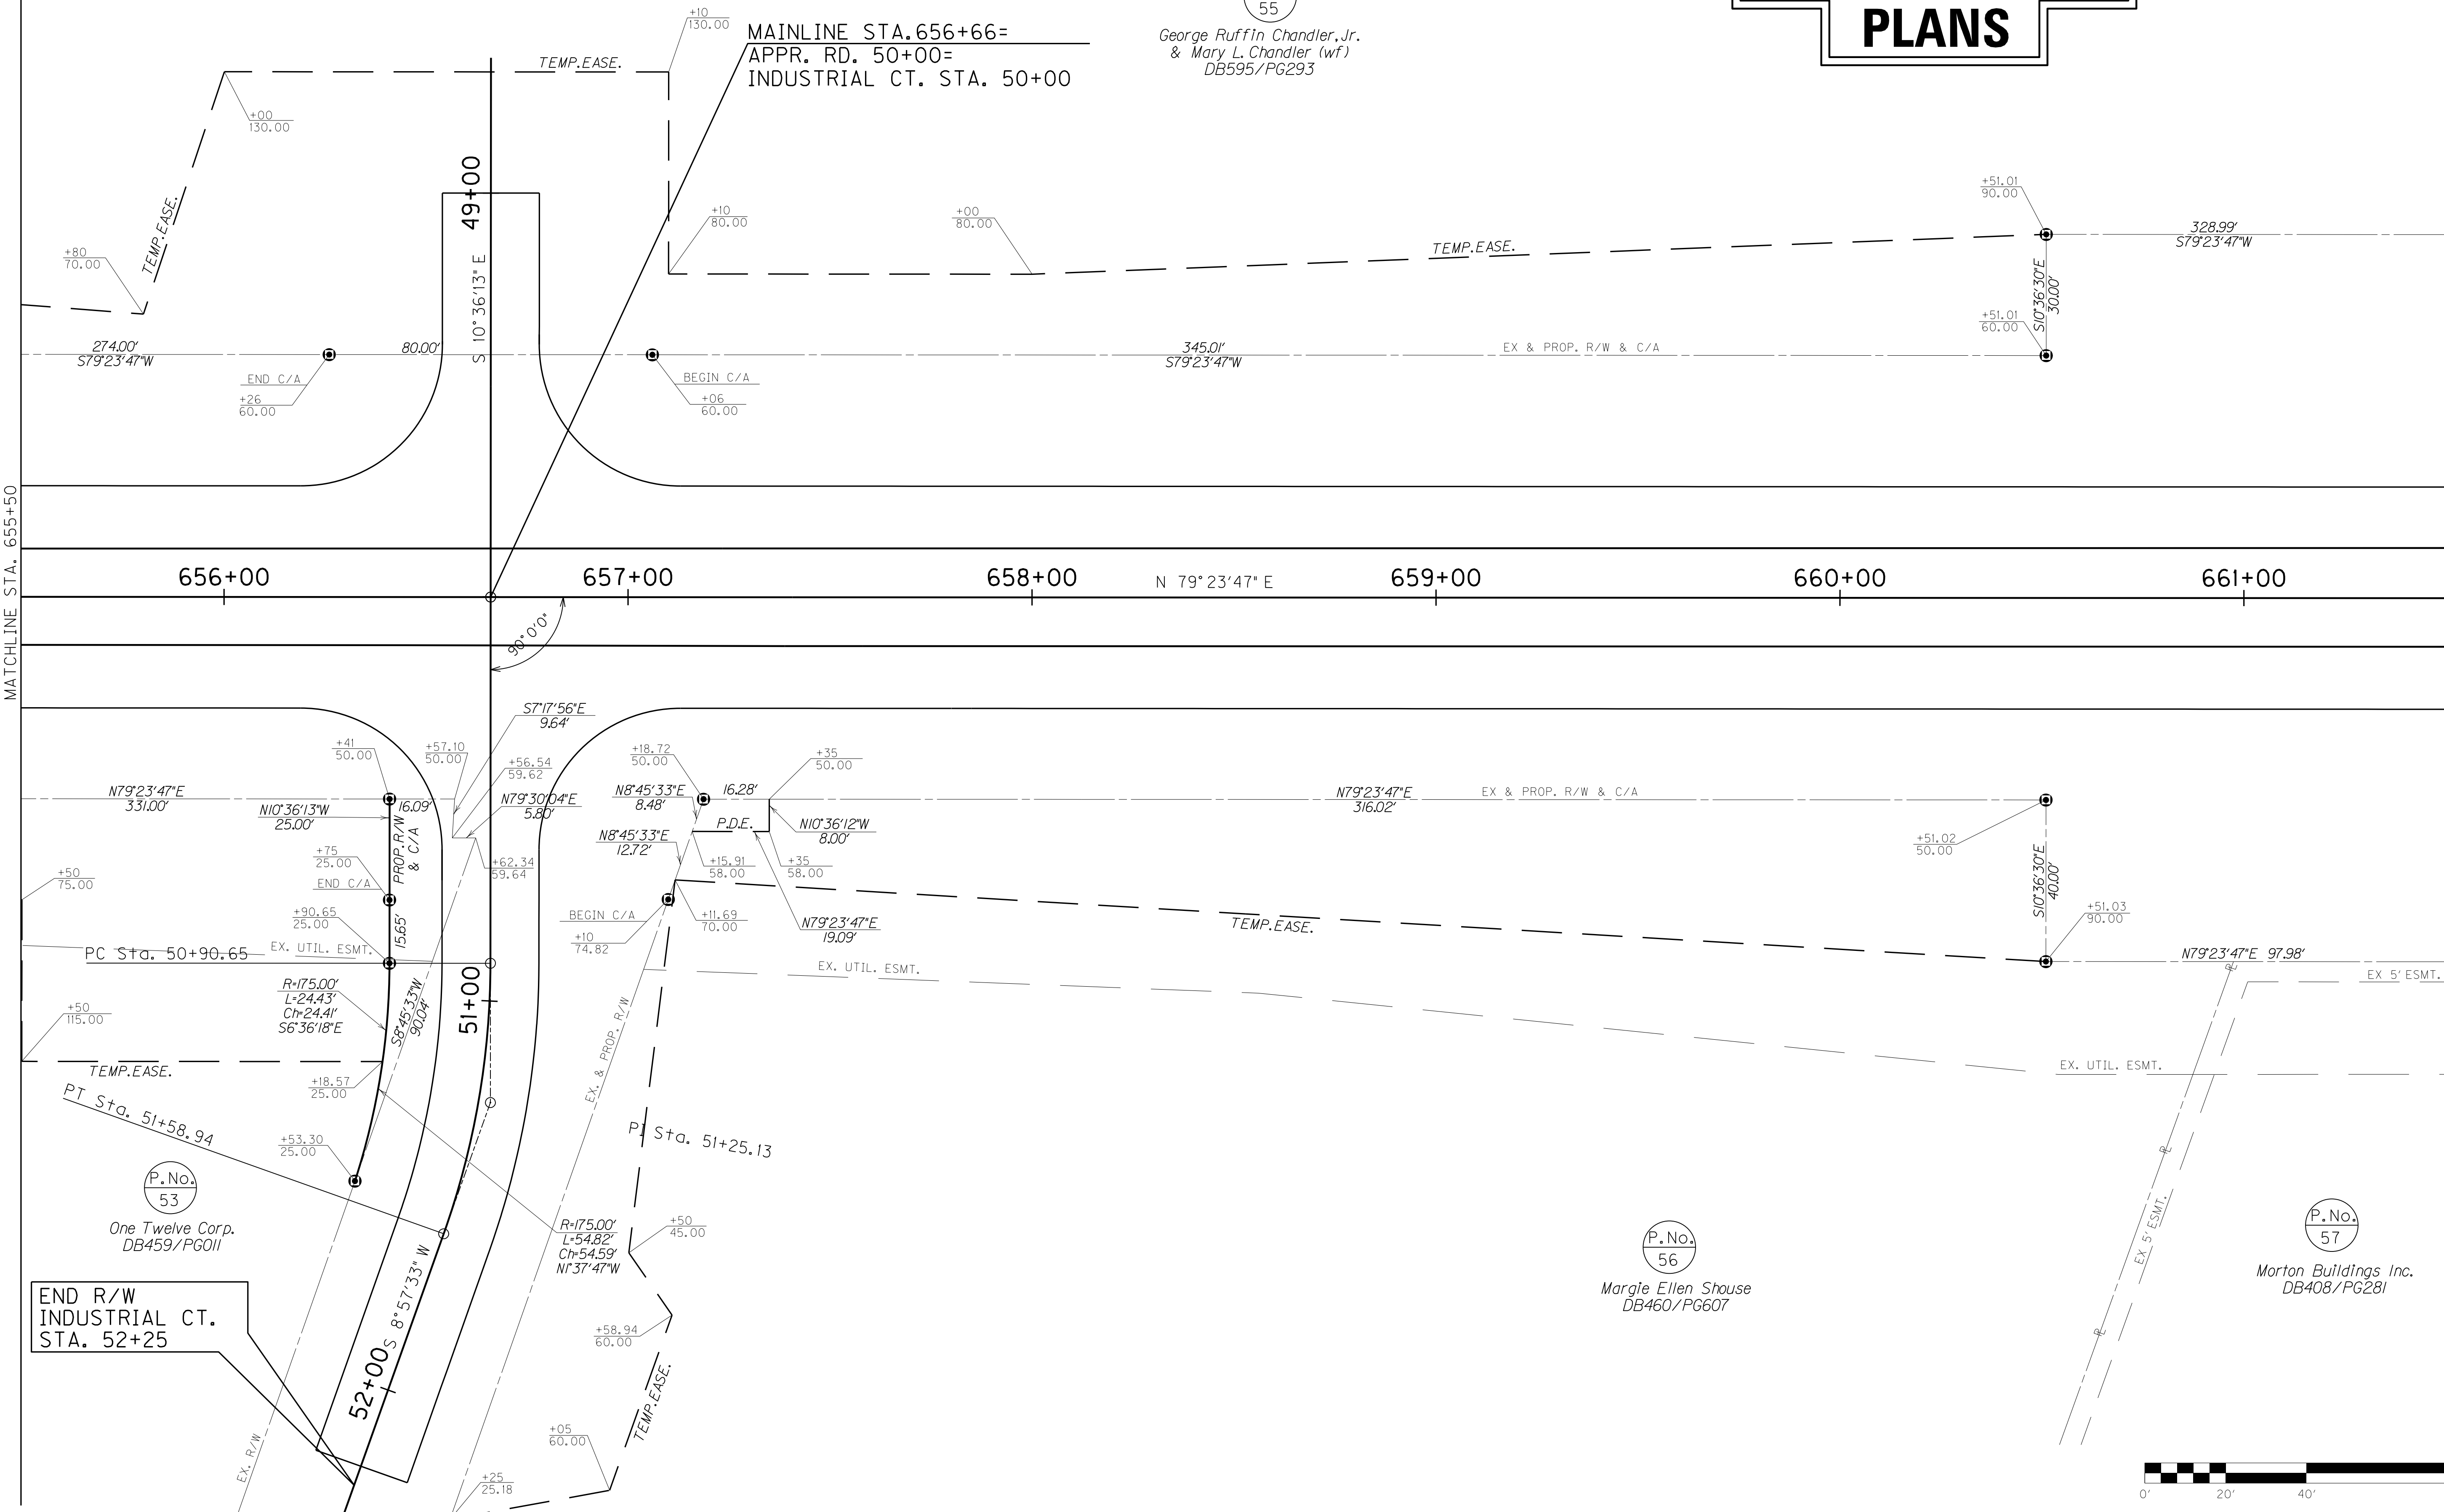 +10
130.00
MAINLINE STA. 656+66=
APPR. RD. 50+00=
INDUSTRIAL CT. STA. 50+00
55
George Ruffin Chandler, Jr.
& Mary L. Chandler (wf)
DB595/PG293
PLANS
TEMP. EASE.
+00
130.00
49+00
S 10°36'13" E
TEMP. EASE.
+80
70.00
+10
80.00
+00
80.00
TEMP. EASE.
+51.01
90.00
328.99'
S79°23'47"W
S10°36'30"E
30.00'
+51.01
60.00
274.00'
S79°23'47"W
80.00'
345.01'
S79°23'47"W
EX & PROP. R/W & C/A
END C/A
+26
60.00
BEGIN C/A
+06
60.00
MATCHLINE STA. 655+50
656+00
657+00
658+00
N 79°23'47" E
659+00
660+00
661+00
90°0'0"
S7°17'56"E
9.64'
+41
50.00
+57.10
50.00
+56.54
59.62
N79°30'04"E
5.80'
+18.72
50.00
+35
50.00
N79°23'47"E
331.00'
N10°36'13"W
25.00'
16.09'
PROP. R/W
& C/A
N8°45'33"E
8.48'
16.28'
N79°23'47"E
316.02'
EX & PROP. R/W & C/A
P.D.E.
N10°36'12"W
8.00'
N8°45'33"E
12.72'
+75
25.00
END C/A
+62.34
59.64
+15.91
58.00
+35
58.00
+51.02
50.00
+50
75.00
+90.65
25.00
15.65'
BEGIN C/A
+10
74.82
+11.69
70.00
N79°23'47"E
19.09'
TEMP. EASE.
S10°36'30"E
40.00'
+51.03
90.00
PC Sta. 50+90.65
EX. UTIL. ESMT.
EX. UTIL. ESMT.
N79°23'47"E 97.98'
EX 5' ESMT.
R=175.00'
L=24.43'
Ch=24.41'
S6°36'18"E
S8°45'33"W
90.04'
51+00
+50
115.00
TEMP. EASE.
EX. & PROP. R/W
EX. UTIL. ESMT.
+18.57
25.00
PT Sta. 51+58.94
PI Sta. 51+25.13
+53.30
25.00
P.No.
53
One Twelve Corp.
DB459/PG011
R=175.00'
L=54.82'
Ch=54.59'
N1°37'47"W
+50
45.00
P.No.
56
Margie Ellen Shouse
DB460/PG607
EX 5' ESMT.
P.No.
57
Morton Buildings Inc.
DB408/PG281
PL
PL
PL
END R/W
INDUSTRIAL CT.
STA. 52+25
S 8°57'33" W
52+00
+58.94
60.00
TEMP. EASE.
+05
60.00
EX. R/W
+25
25.18
0'
20'
40'